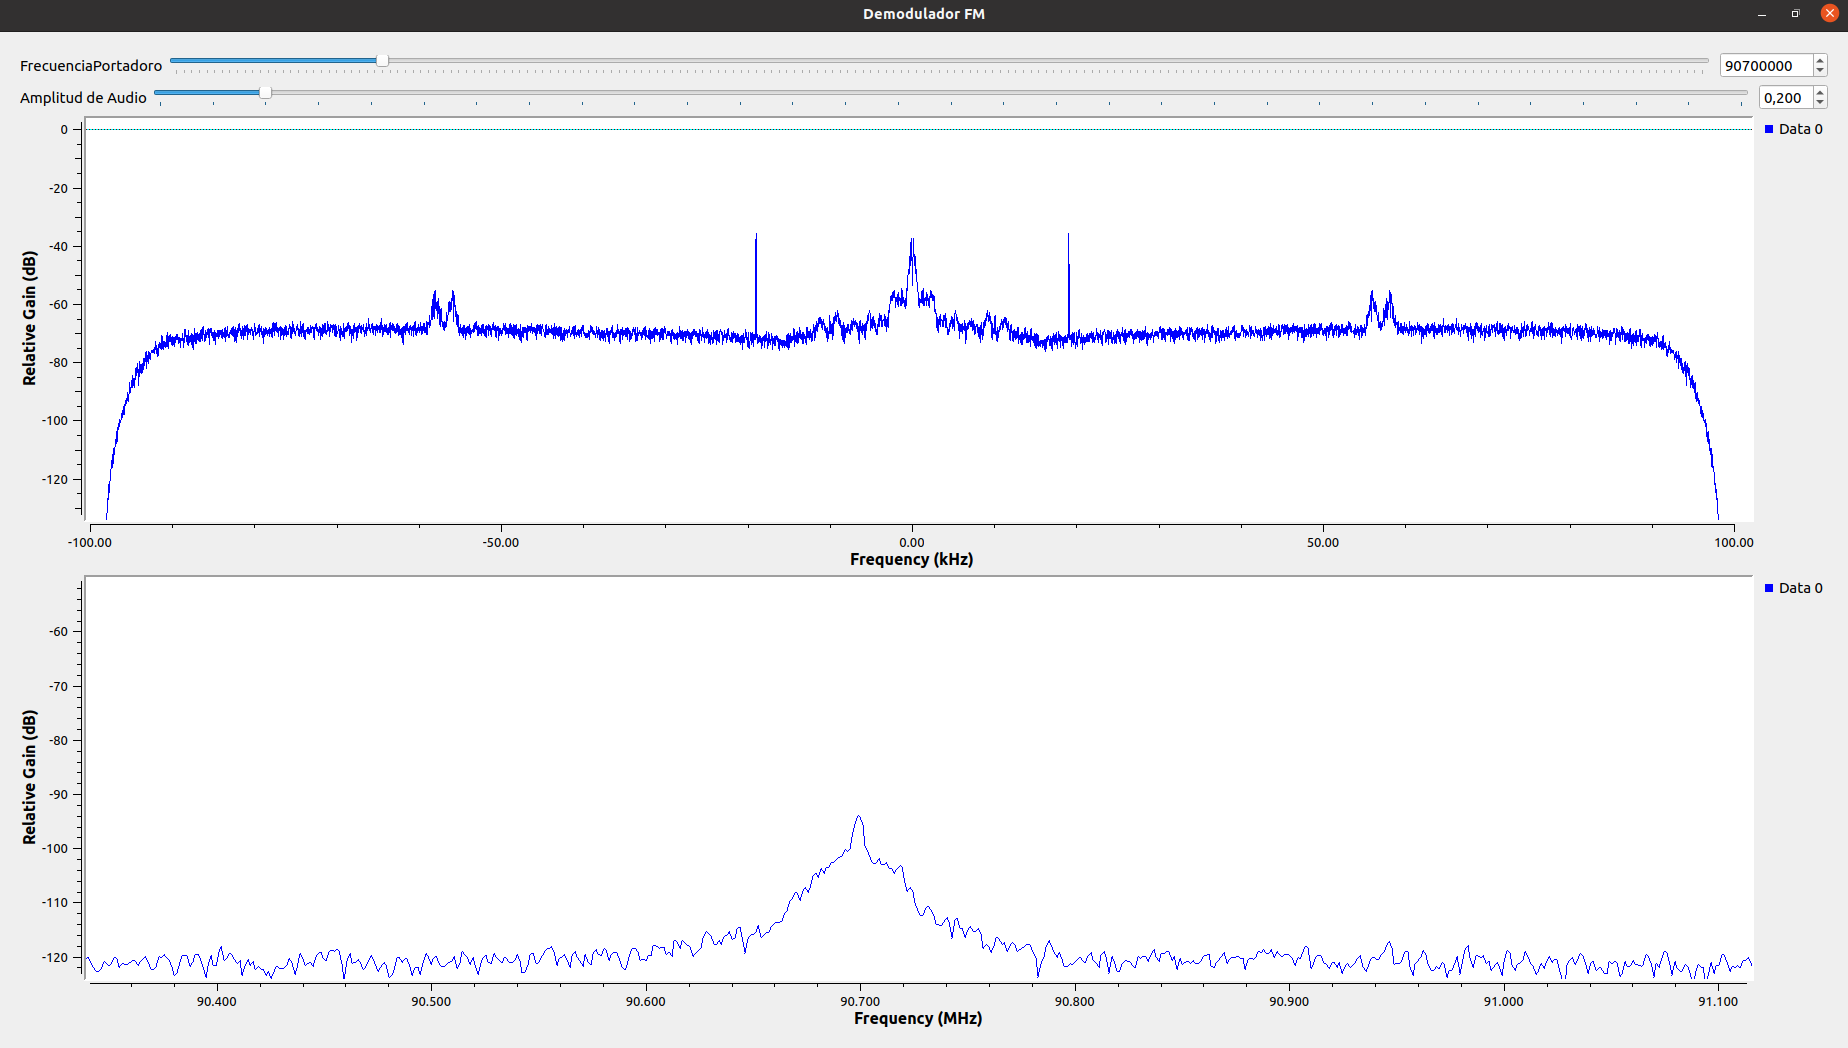 Demodulador FM
FrecuenciaPortadoro
90700000
Amplitud de Audio
0,200
Data 0
0
-20
-40
-60
-80
-100
-120
Relative Gain (dB)
-100.00 -50.00 0.00 50.00 100.00
Frequency (kHz)
Data 0
-60
-70
-80
-90
-100
-110
-120
Relative Gain (dB)
90.400 90.500 90.600 90.700 90.800 90.900 91.000 91.100
Frequency (MHz)